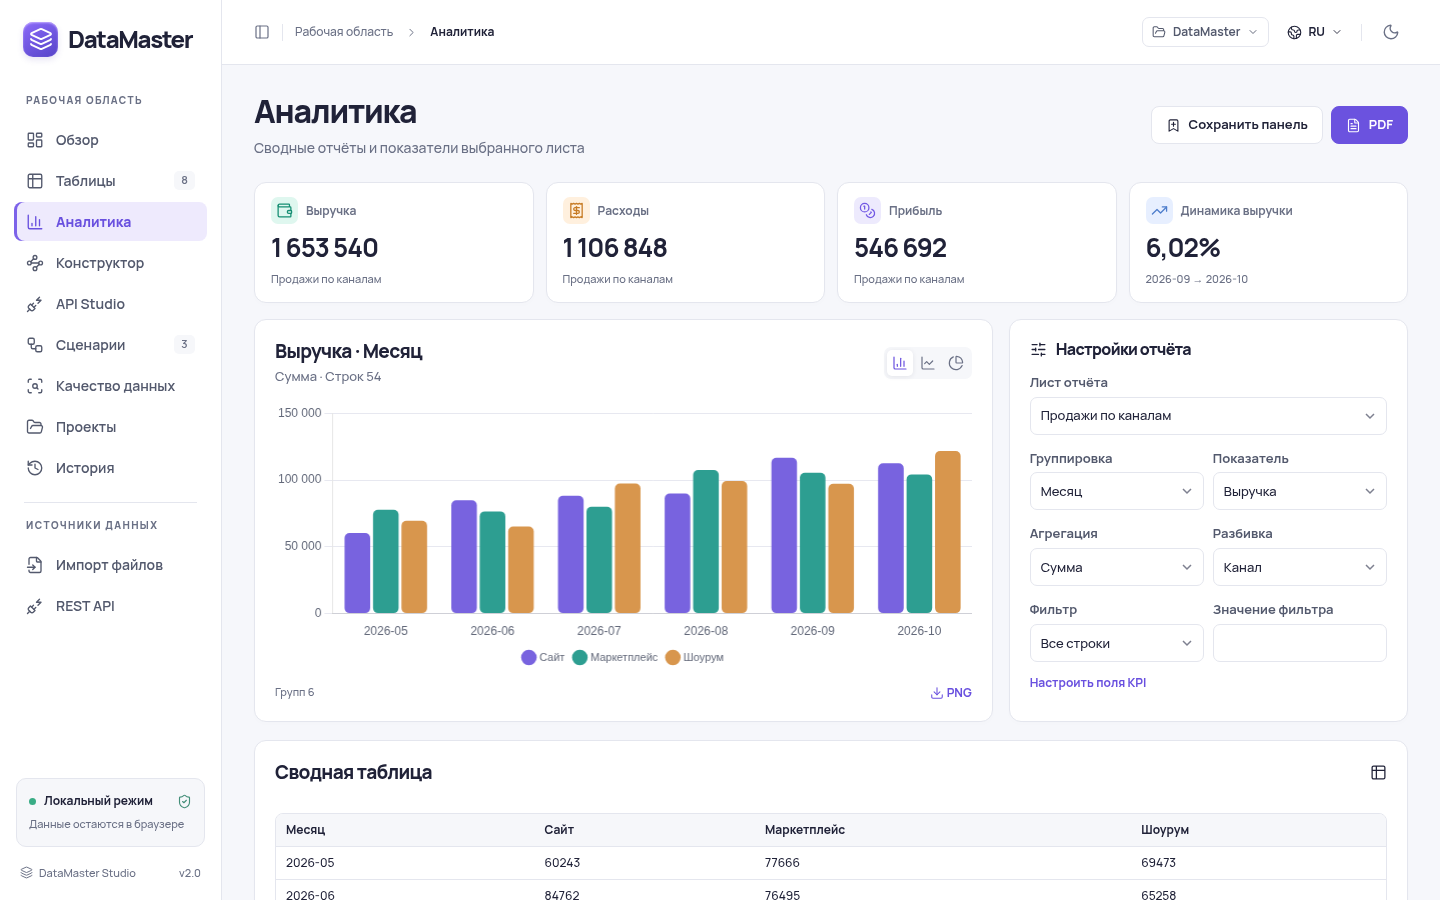 DataMaster
РАБОЧАЯ ОБЛАСТЬ
Обзор
Таблицы 8
Аналитика
Конструктор
API Studio
Сценарии 3
Качество данных
Проекты
История
ИСТОЧНИКИ ДАННЫХ
Импорт файлов
REST API
Локальный режим
Данные остаются в браузере
DataMaster Studio v2.0
Рабочая область > Аналитика
DataMaster RU
Аналитика
Сводные отчёты и показатели выбранного листа
Сохранить панель PDF
Выручка
1 653 540
Продажи по каналам
Расходы
1 106 848
Продажи по каналам
Прибыль
546 692
Продажи по каналам
Динамика выручки
6,02%
2026-09 → 2026-10
Выручка · Месяц
Сумма · Строк 54
150 000
100 000
50 000
0
2026-05 2026-06 2026-07 2026-08 2026-09 2026-10
Сайт Маркетплейс Шоурум
Групп 6 PNG
Настройки отчёта
Лист отчёта
Продажи по каналам
Группировка Показатель
Месяц Выручка
Агрегация Разбивка
Сумма Канал
Фильтр Значение фильтра
Все строки
Настроить поля KPI
Сводная таблица
Месяц Сайт Маркетплейс Шоурум
2026-05 60243 77666 69473
2026-06 84762 76495 65258